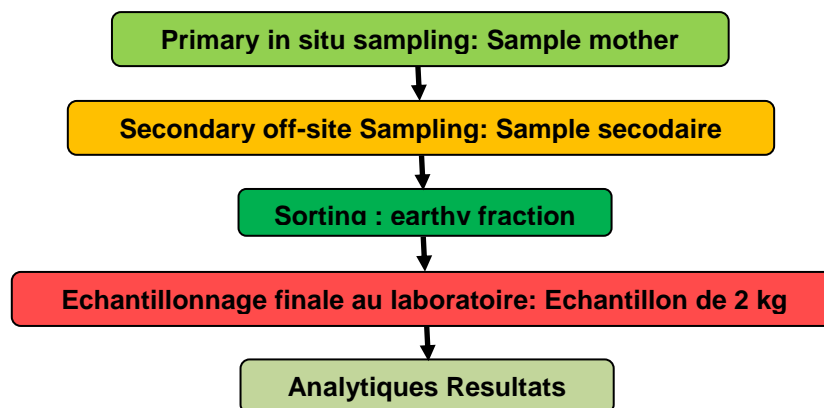 Primary in situ sampling: Sample mother
Secondary off-site Sampling: Sample secodaire
Sorting : earthy fraction
Echantillonnage finale au laboratoire: Echantillon de 2 kg
Analytiques Resultats